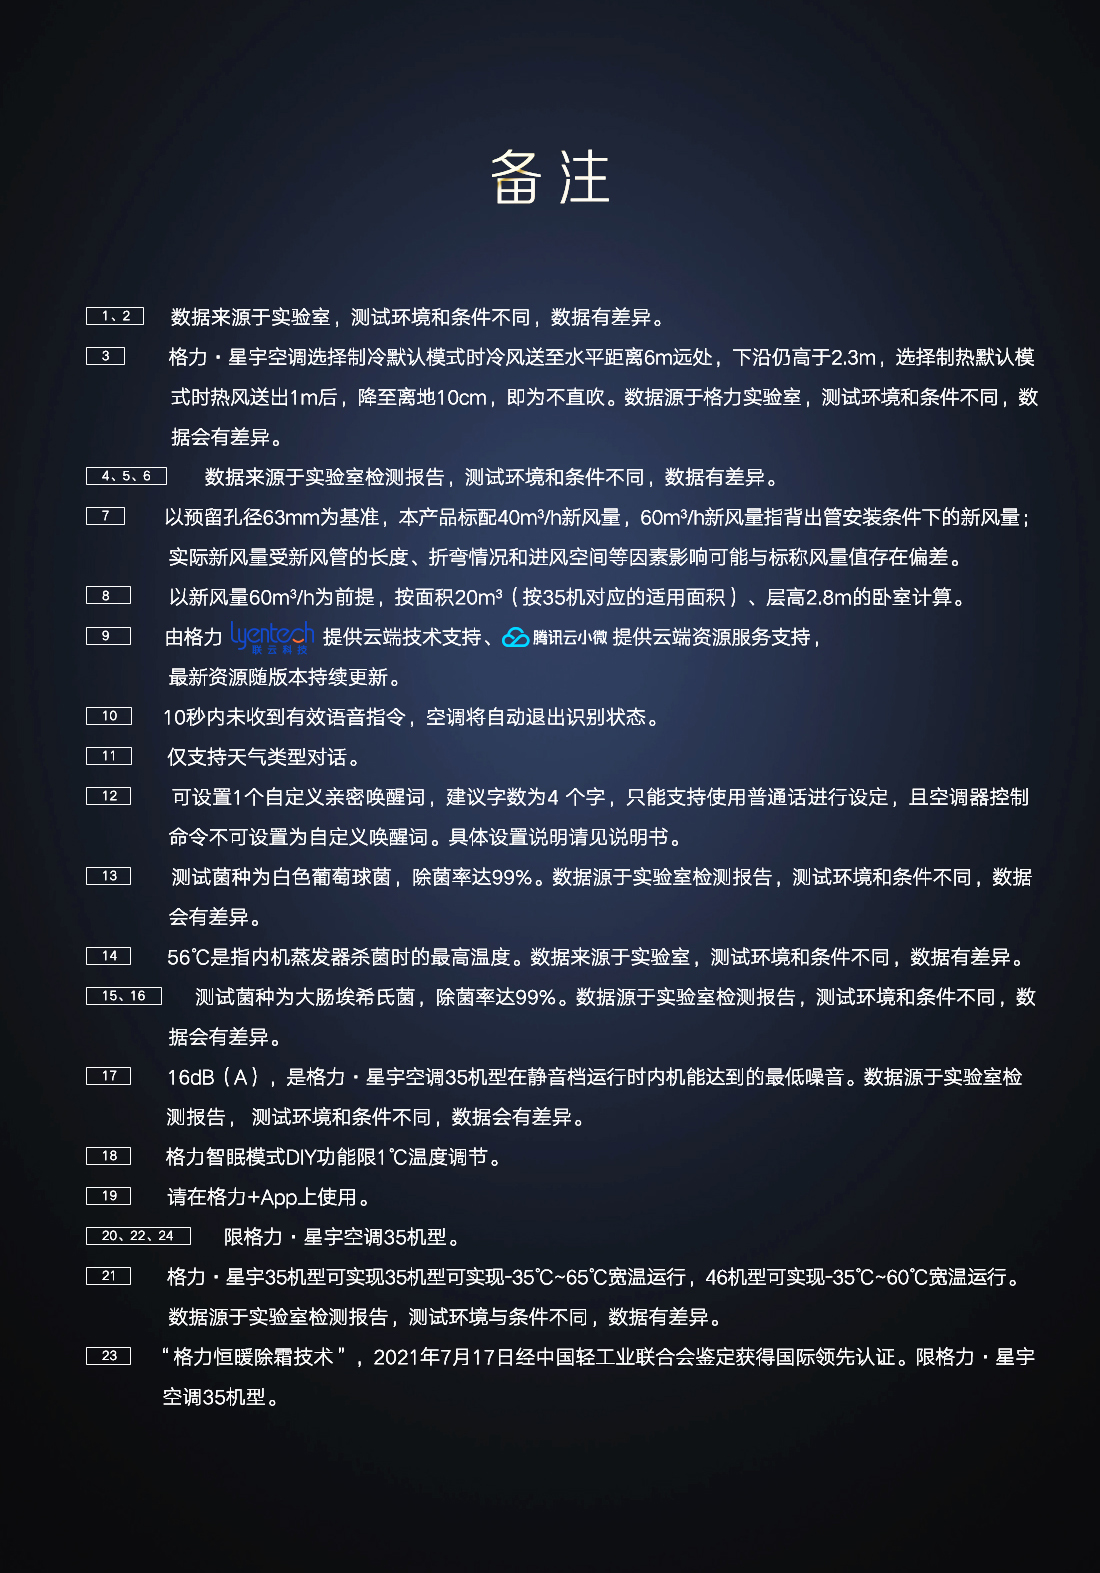 备注
1、2 数据来源于实验室，测试环境和条件不同，数据有差异。
3 格力·星宇空调选择制冷默认模式时冷风送至水平距离6m远处，下沿仍高于2.3m，选择制热默认模
式时热风送出1m后，降至离地10cm，即为不直吹。数据源于格力实验室，测试环境和条件不同，数
据会有差异。
4、5、6 数据来源于实验室检测报告，测试环境和条件不同，数据有差异。
7 以预留孔径63mm为基准，本产品标配40m³/h新风量，60m³/h新风量指背出管安装条件下的新风量；
实际新风量受新风管的长度、折弯情况和进风空间等因素影响可能与标称风量值存在偏差。
8 以新风量60m³/h为前提，按面积20m³（按35机对应的适用面积）、层高2.8m的卧室计算。
9 由格力 Lyentech 联云科技 提供云端技术支持、腾讯云小微 提供云端资源服务支持，
最新资源随版本持续更新。
10 10秒内未收到有效语音指令，空调将自动退出识别状态。
11 仅支持天气类型对话。
12 可设置1个自定义亲密唤醒词，建议字数为4 个字，只能支持使用普通话进行设定，且空调器控制
命令不可设置为自定义唤醒词。具体设置说明请见说明书。
13 测试菌种为白色葡萄球菌，除菌率达99%。数据源于实验室检测报告，测试环境和条件不同，数据
会有差异。
14 56℃是指内机蒸发器杀菌时的最高温度。数据来源于实验室，测试环境和条件不同，数据有差异。
15、16 测试菌种为大肠埃希氏菌，除菌率达99%。数据源于实验室检测报告，测试环境和条件不同，数
据会有差异。
17 16dB（A），是格力·星宇空调35机型在静音档运行时内机能达到的最低噪音。数据源于实验室检
测报告， 测试环境和条件不同，数据会有差异。
18 格力智眠模式DIY功能限1℃温度调节。
19 请在格力+App上使用。
20、22、24 限格力·星宇空调35机型。
21 格力·星宇35机型可实现35机型可实现-35℃~65℃宽温运行，46机型可实现-35℃~60℃宽温运行。
数据源于实验室检测报告，测试环境与条件不同，数据有差异。
23 “格力恒暖除霜技术”，2021年7月17日经中国轻工业联合会鉴定获得国际领先认证。限格力·星宇
空调35机型。